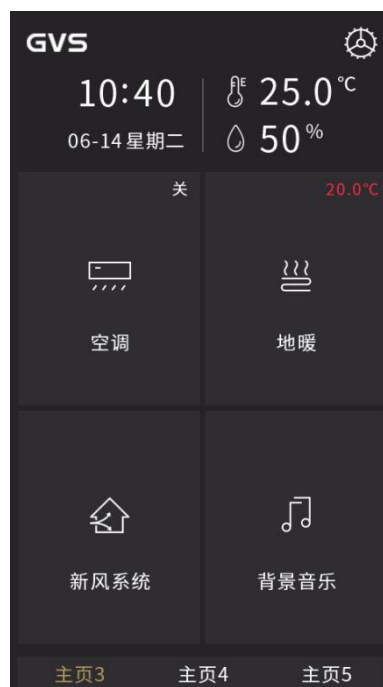 GVS
10:40
25.0℃
06-14 星期二
50%
关
20.0℃
空调
地暖
新风系统
背景音乐
主页3
主页4
主页5